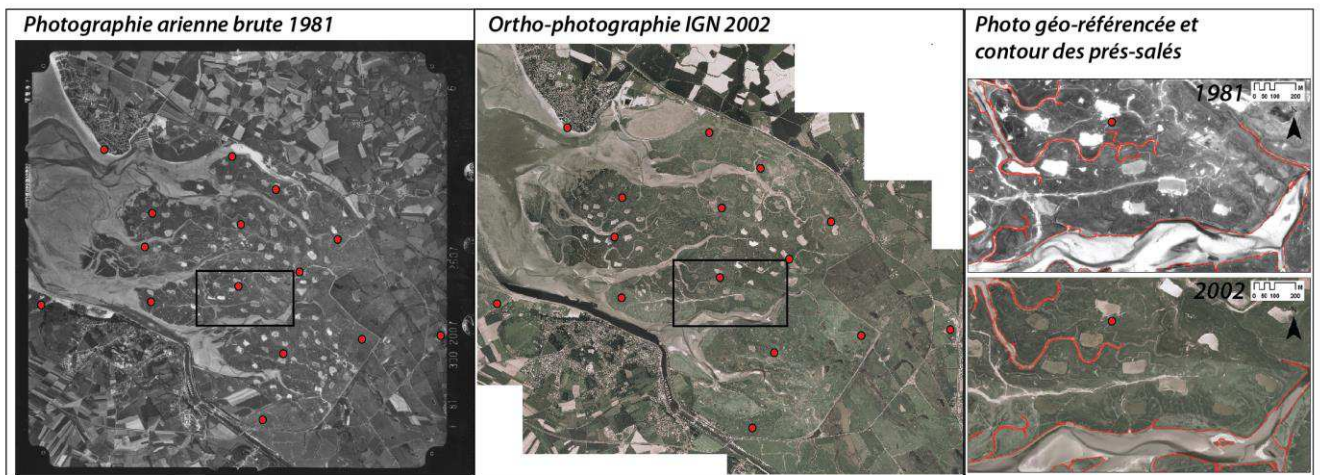 Photographie arienne brute 1981
Ortho-photographie IGN 2002
Photo géo-référencée et
contour des prés-salés
1981
M
0 50 100 200
2002
M
0 50 100 200